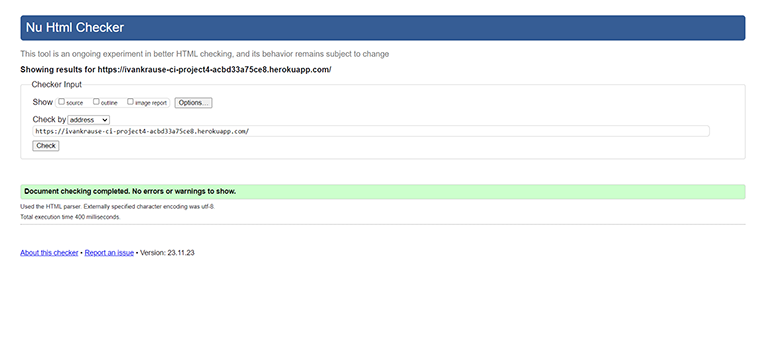 Nu Html Checker
This tool is an ongoing experiment in better HTML checking, and its behavior remains subject to change
Showing results for https://ivankrause-ci-project4-acbd33a75ce8.herokuapp.com/
Checker Input
Show source outline image report Options...
Check by address
https://ivankrause-ci-project4-acbd33a75ce8.herokuapp.com/
Check
Document checking completed. No errors or warnings to show.
Used the HTML parser. Externally specified character encoding was utf-8.
Total execution time 400 milliseconds.
About this checker • Report an issue • Version: 23.11.23